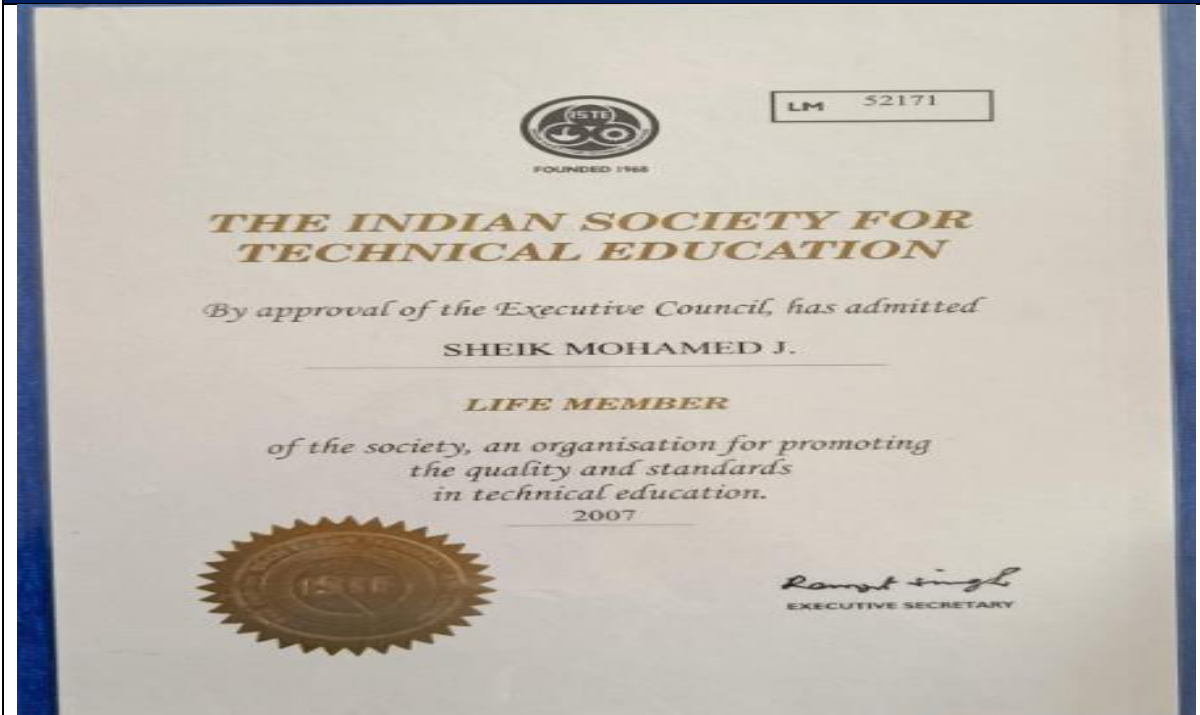 ISTE
LM 52171
FOUNDED 1968
THE INDIAN SOCIETY FOR
TECHNICAL EDUCATION
By approval of the Executive Council, has admitted
SHEIK MOHAMED J.
LIFE MEMBER
of the society, an organisation for promoting
the quality and standards
in technical education.
2007
ISTE
EXECUTIVE SECRETARY